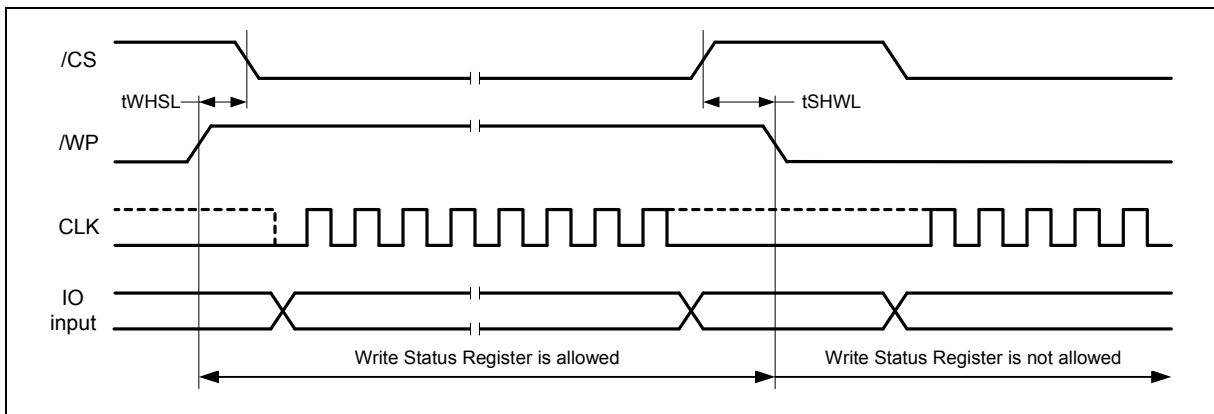 /CS
tWHSL
tSHWL
/WP
CLK
IO
input
Write Status Register is allowed
Write Status Register is not allowed